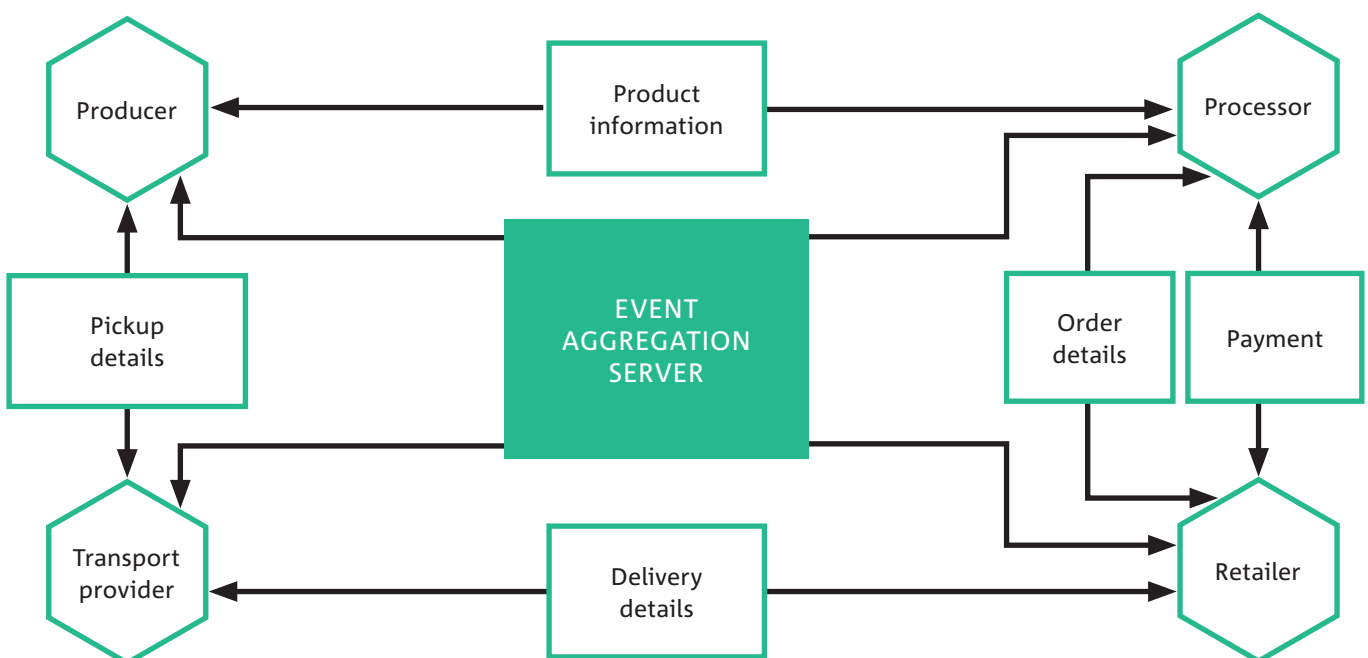 Producer
Product
information
Processor
Pickup
details
EVENT
AGGREGATION
SERVER
Order
details
Payment
Transport
provider
Delivery
details
Retailer